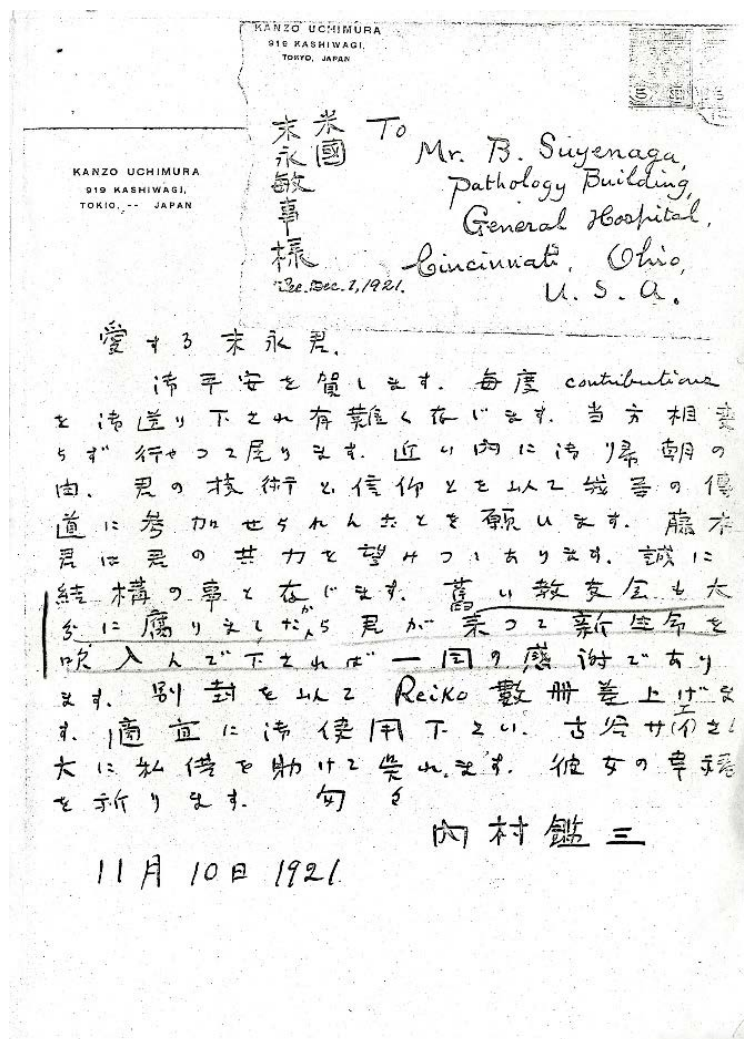 KANZO UCHIMURA
919 KASHIWAGI,
TOKYO, JAPAN
KANZO UCHIMURA
919 KASHIWAGI,
TOKIO, -- JAPAN
米國
末永敏事様
To
Mr. B. Suyenaga,
Pathology Building,
General Hospital,
Cincinnati, Ohio,
U. S. A.
Rec. Dec. 2, 1921.
愛する末永君.
御平安を賀します. 毎度 contributions
を御送り下され有難く存じます. 当方相変
らず行やつて居ります. 近い内に御帰朝の
由. 君の技術と信仰とを以て我等の傳
道に参加せられんことを願います. 藤本
君は君の共力を望みつゝあります. 誠に
結構の事と存じます. 舊い教友会も大
分に腐りましたから君が来つて新生命を
吹入んで下されば一同の感謝であり
ます. 別封を以て Reiko 數册差上げま
す. 適宜に御使用下さい.
大に私供を助けて呉れます. 彼女の幸福
を祈ります. 匆々
内村鑑三
11月10日 1921